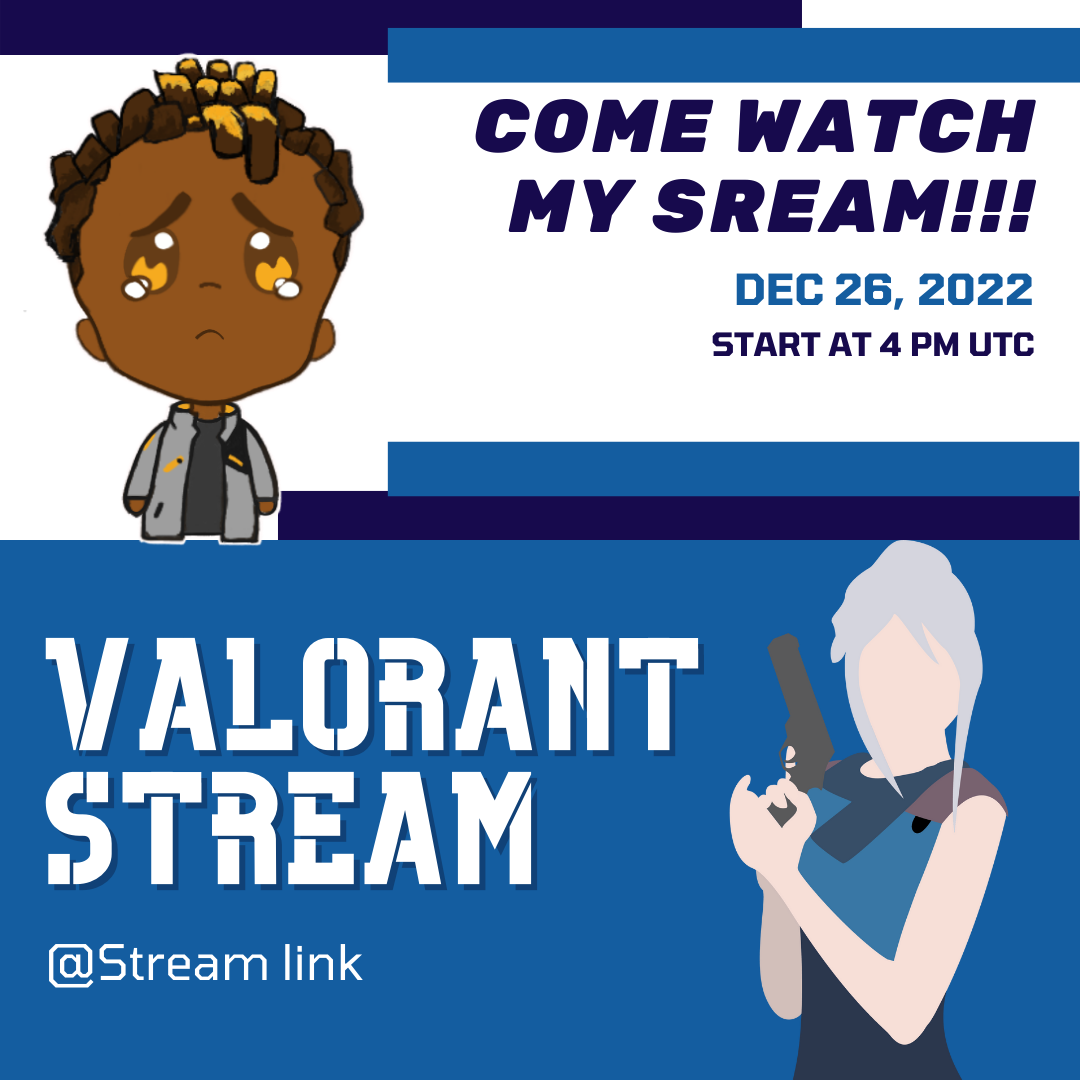 COME WATCH
MY SREAM!!!
DEC 26, 2022
START AT 4 PM UTC
VALORANT
STREAM
@Stream link